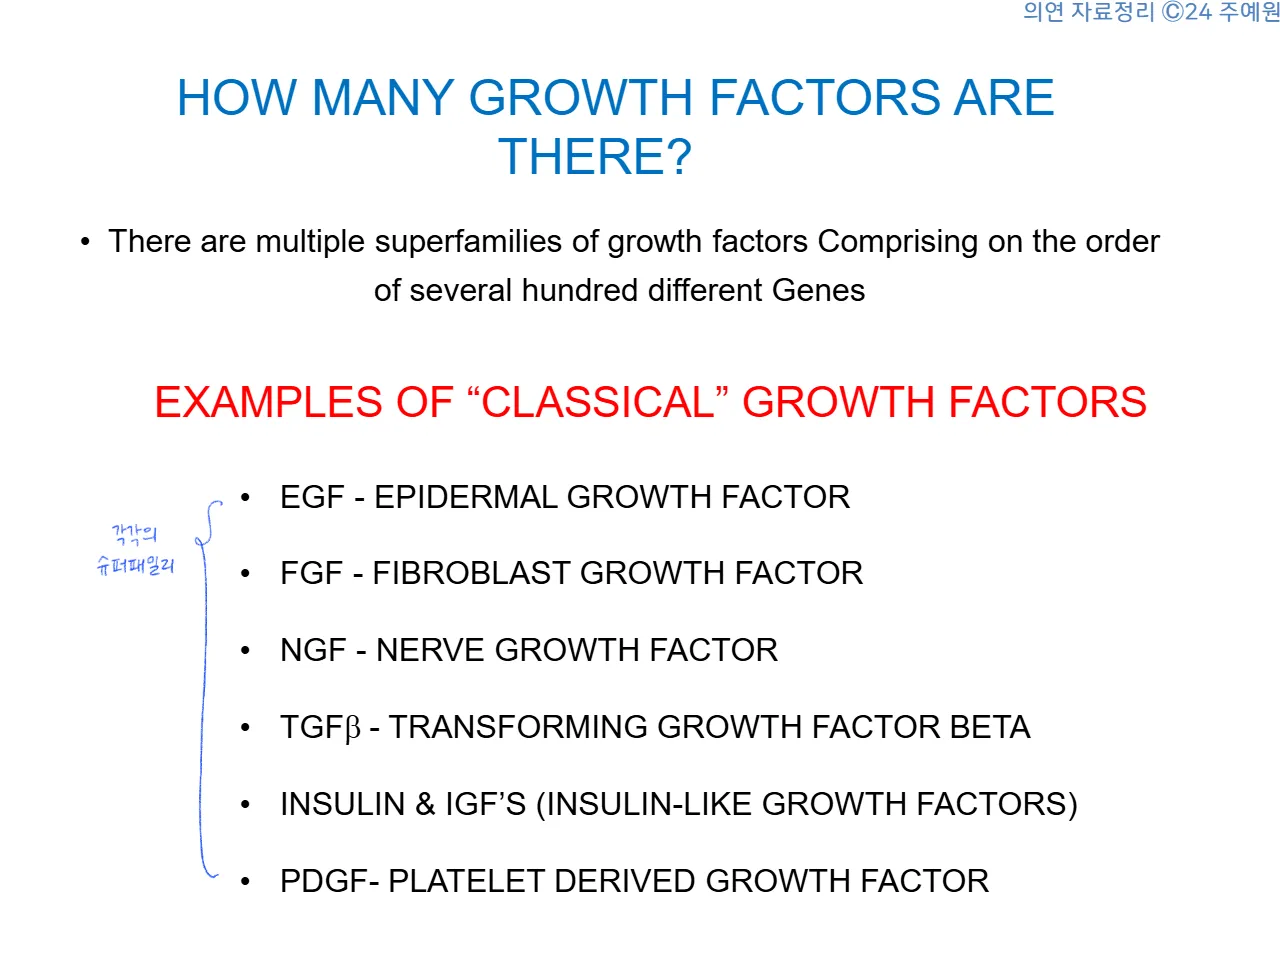 의연 자료정리 ©24 주예원
HOW MANY GROWTH FACTORS ARE
THERE?
• There are multiple superfamilies of growth factors Comprising on the order
of several hundred different Genes
EXAMPLES OF “CLASSICAL” GROWTH FACTORS
• EGF - EPIDERMAL GROWTH FACTOR
각각의
슈퍼패밀리
• FGF - FIBROBLAST GROWTH FACTOR
• NGF - NERVE GROWTH FACTOR
• TGFβ - TRANSFORMING GROWTH FACTOR BETA
• INSULIN & IGF’S (INSULIN-LIKE GROWTH FACTORS)
• PDGF- PLATELET DERIVED GROWTH FACTOR